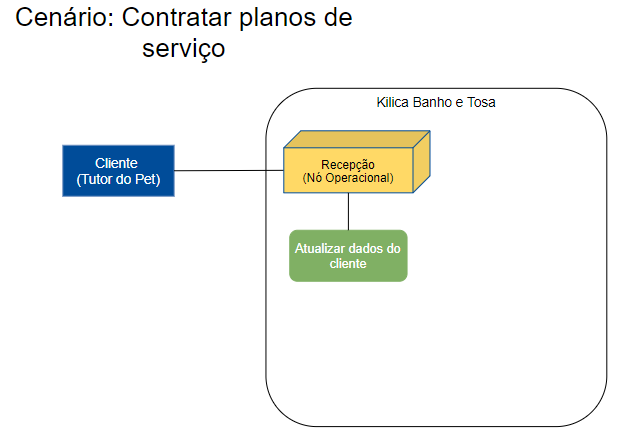 Cenário: Contratar planos de
serviço
Kilica Banho e Tosa
Cliente
(Tutor do Pet)
Recepção
(Nó Operacional)
Atualizar dados do
cliente